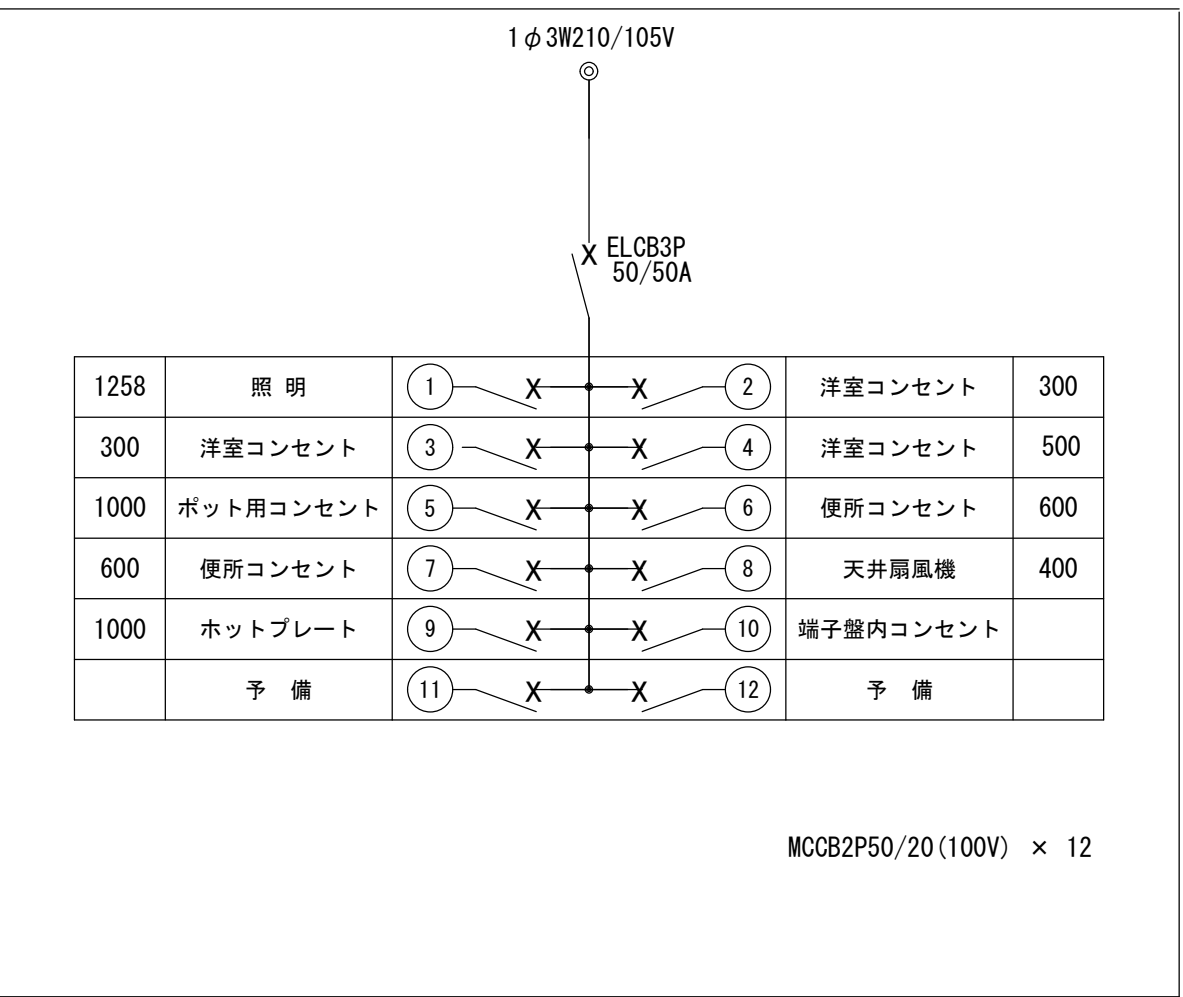 1φ3W210/105V
ELCB3P
50/50A
1258 照 明 1 X X 2 洋室コンセント 300
300 洋室コンセント 3 X X 4 洋室コンセント 500
1000 ポット用コンセント 5 X X 6 便所コンセント 600
600 便所コンセント 7 X X 8 天井扇風機 400
1000 ホットプレート 9 X X 10 端子盤内コンセント
予 備 11 X X 12 予 備
MCCB2P50/20(100V) × 12